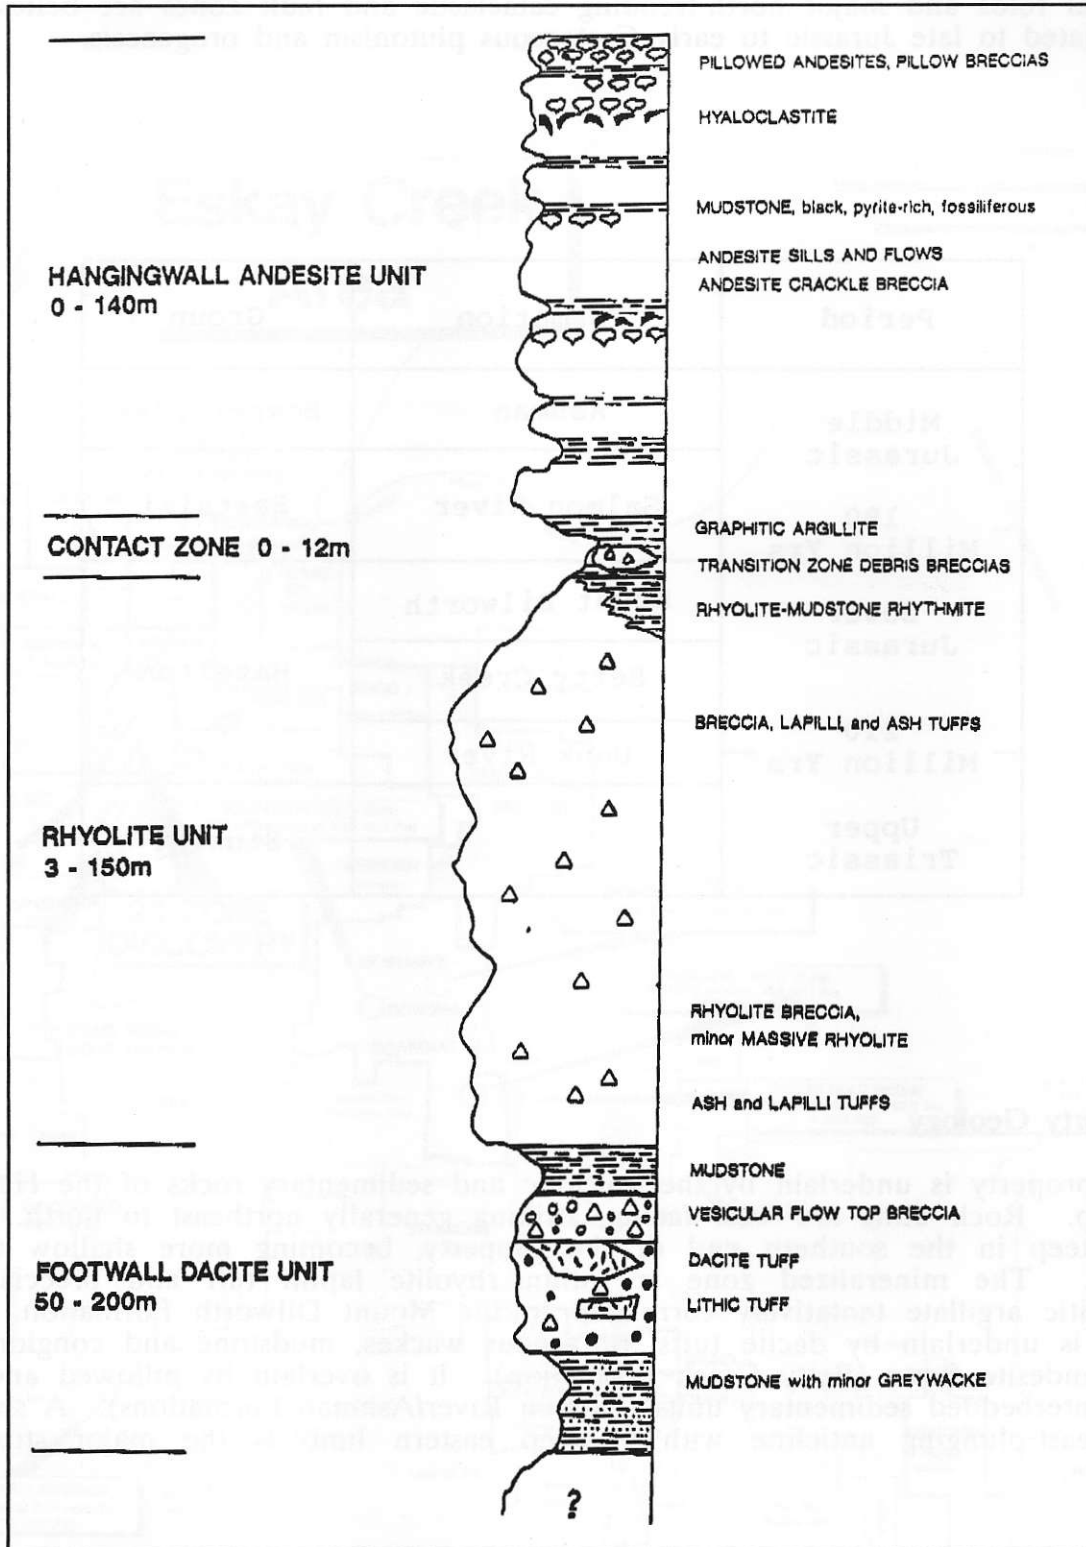 PILLOWED ANDESITES, PILLOW BRECCIAS
HYALOCLASTITE
MUDSTONE, black, pyrite-rich, fossiliferous
ANDESITE SILLS AND FLOWS
ANDESITE CRACKLE BRECCIA
HANGINGWALL ANDESITE UNIT
0 - 140m
GRAPHITIC ARGILLITE
CONTACT ZONE 0 - 12m
TRANSITION ZONE DEBRIS BRECCIAS
RHYOLITE-MUDSTONE RHYTHMITE
BRECCIA, LAPILLI, and ASH TUFFS
RHYOLITE UNIT
3 - 150m
RHYOLITE BRECCIA,
minor MASSIVE RHYOLITE
ASH and LAPILLI TUFFS
MUDSTONE
VESICULAR FLOW TOP BRECCIA
DACITE TUFF
FOOTWALL DACITE UNIT
50 - 200m
LITHIC TUFF
MUDSTONE with minor GREYWACKE
?